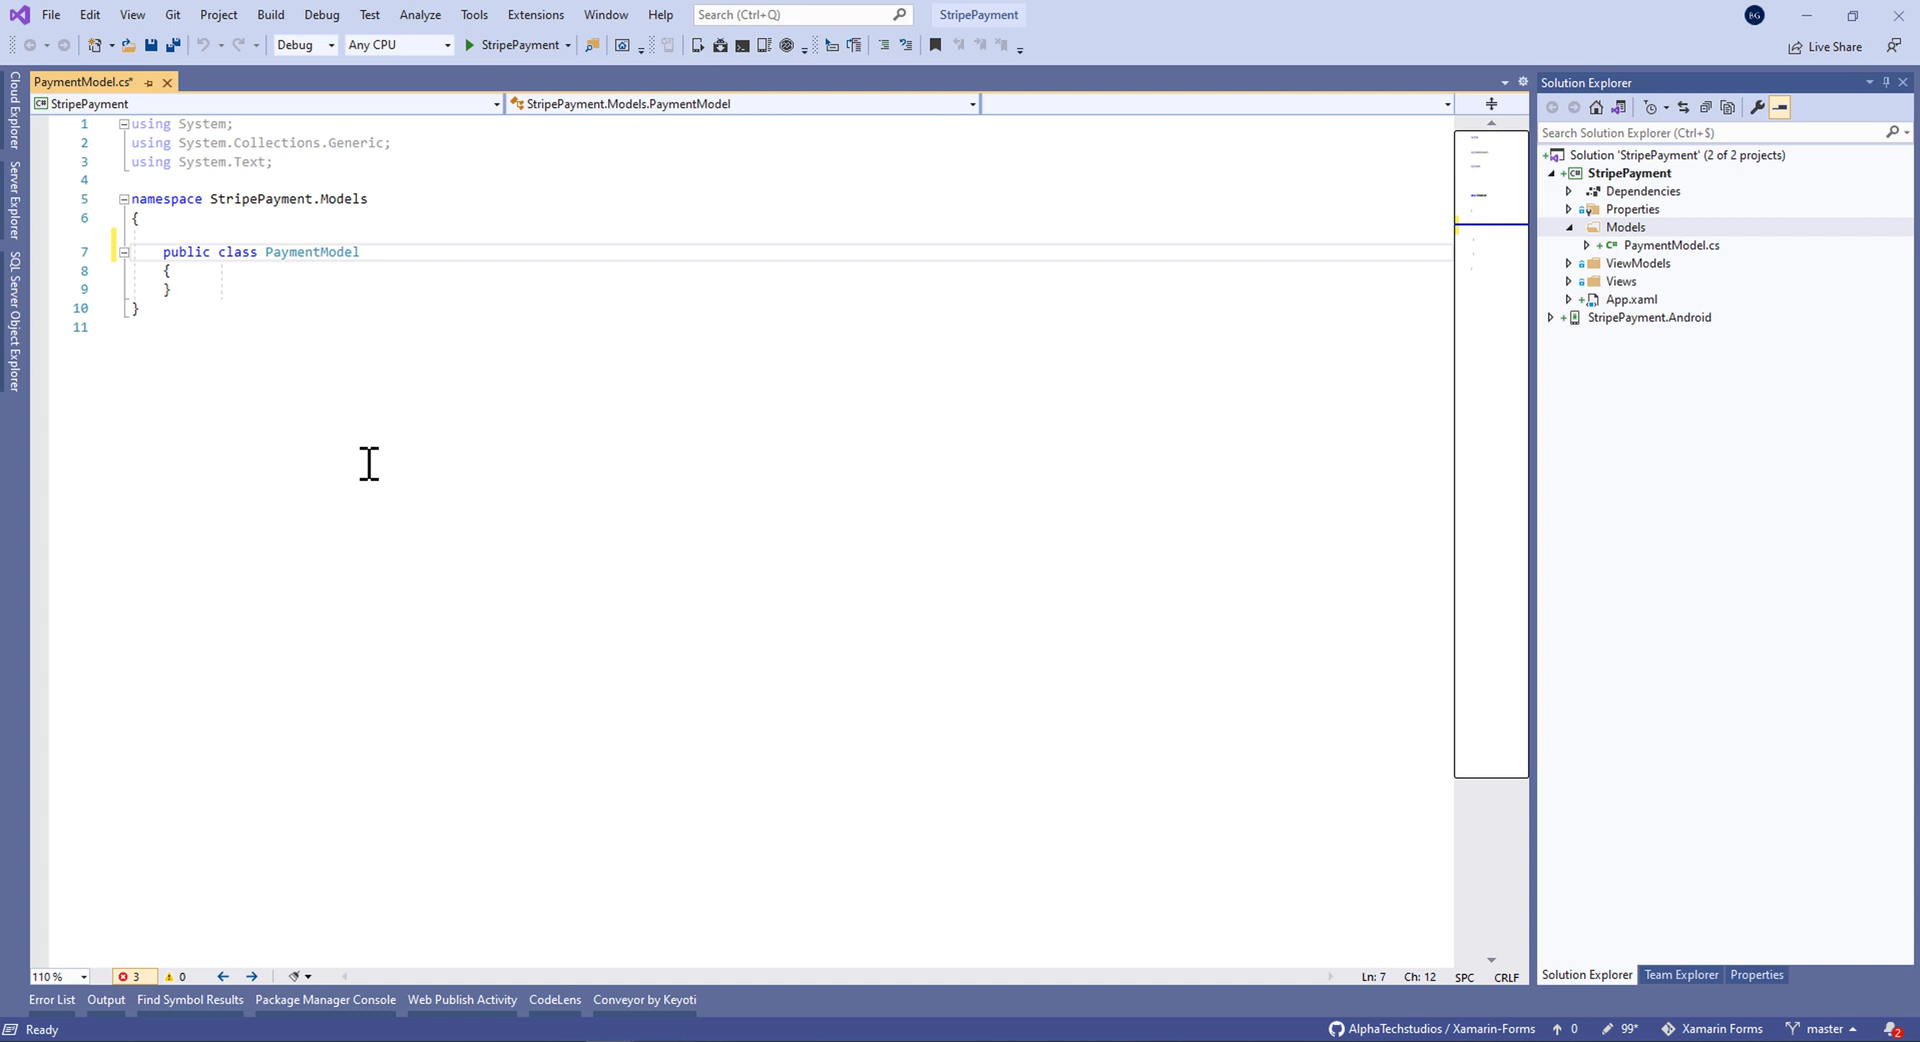 File Edit View Git Project Build Debug Test Analyze Tools Extensions Window Help Search (Ctrl+Q) StripePayment BG
Debug Any CPU StripePayment Live Share
PaymentModel.cs*
StripePayment StripePayment.Models.PaymentModel
1 using System;
2 using System.Collections.Generic;
3 using System.Text;
4
5 namespace StripePayment.Models
6 {
7 public class PaymentModel
8 {
9 }
10 }
11
Cloud Explorer
Server Explorer
SQL Server Object Explorer
Solution Explorer
Search Solution Explorer (Ctrl+$)
Solution 'StripePayment' (2 of 2 projects)
StripePayment
Dependencies
Properties
Models
PaymentModel.cs
ViewModels
Views
App.xaml
StripePayment.Android
110 % 3 0 Ln: 7 Ch: 12 SPC CRLF
Solution Explorer Team Explorer Properties
Error List Output Find Symbol Results Package Manager Console Web Publish Activity CodeLens Conveyor by Keyoti
Ready AlphaTechstudios / Xamarin-Forms 0 99* Xamarin Forms master 2